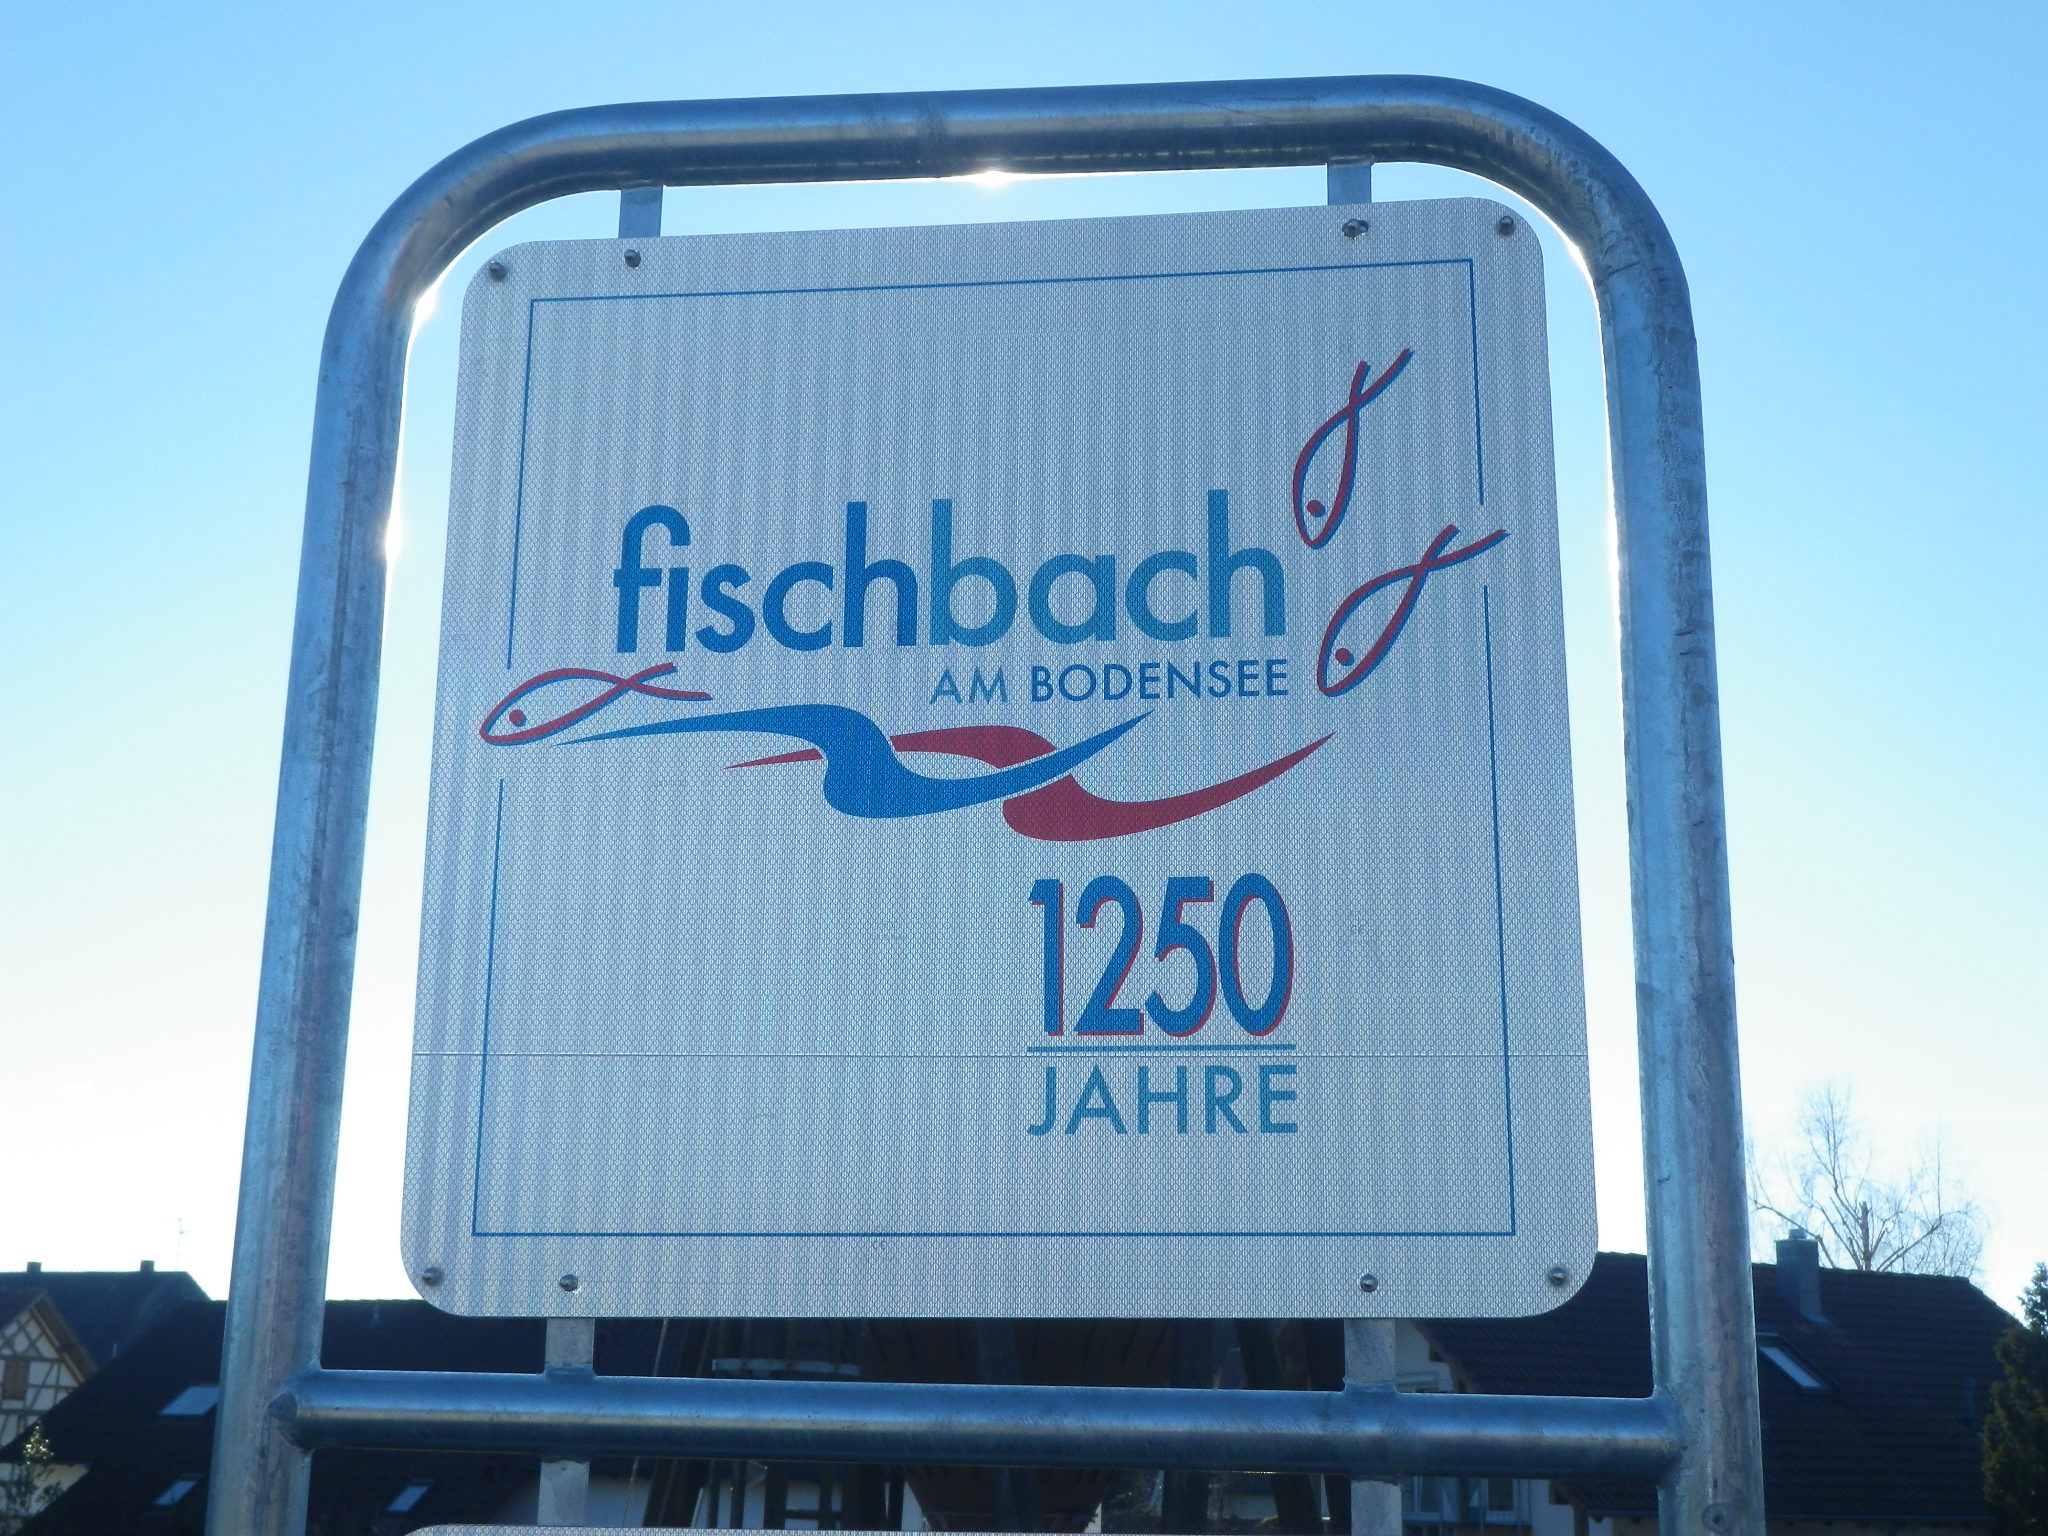 fischbach
AM BODENSEE
1250
JAHRE